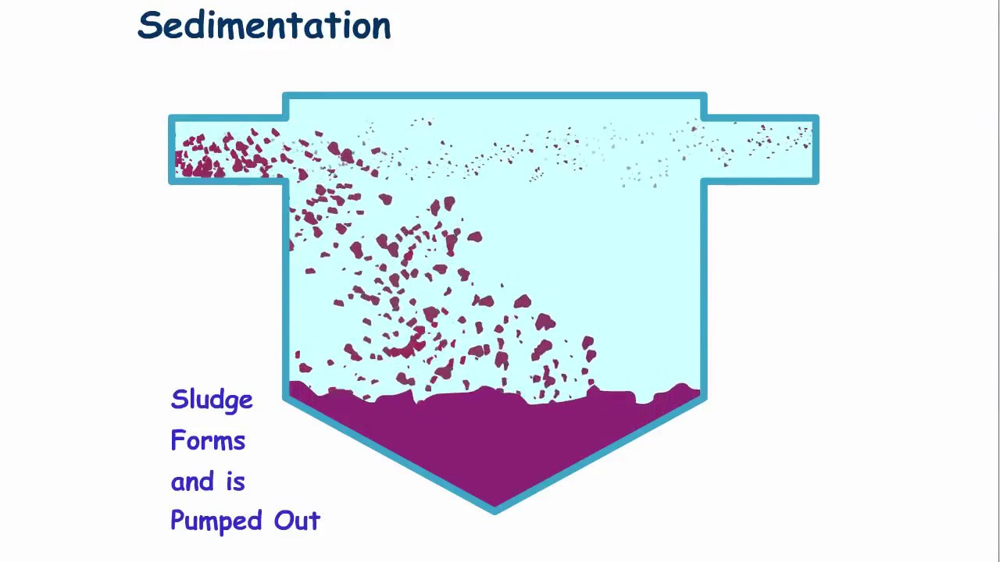 Sedimentation
Sludge
Forms
and is
Pumped Out